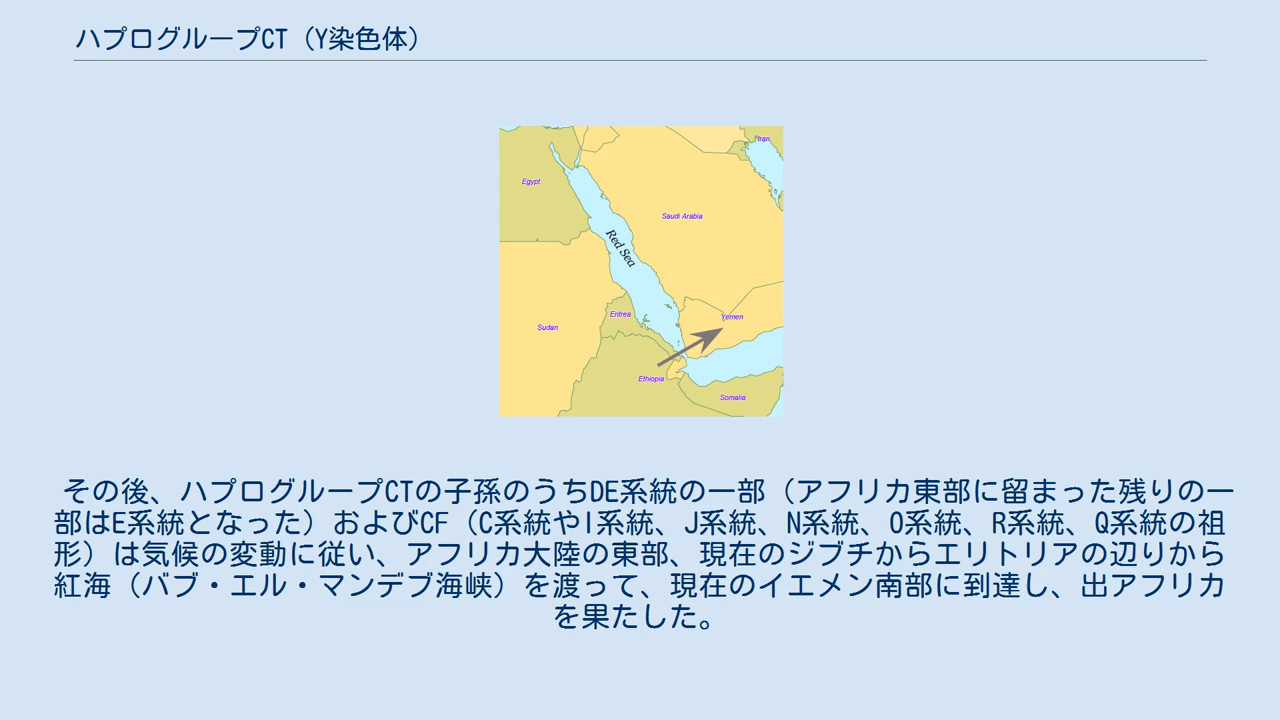 ハプログループCT（Y染色体）
Iran
Egypt
Saudi Arabia
Red Sea
Eritrea
Yemen
Sudan
Ethiopia
Somalia
その後、ハプログループCTの子孫のうちDE系統の一部（アフリカ東部に留まった残りの一
部はE系統となった）およびCF（C系統やI系統、J系統、N系統、O系統、R系統、Q系統の祖
形）は気候の変動に従い、アフリカ大陸の東部、現在のジブチからエリトリアの辺りから
紅海（バブ・エル・マンデブ海峡）を渡って、現在のイエメン南部に到達し、出アフリカ
を果たした。